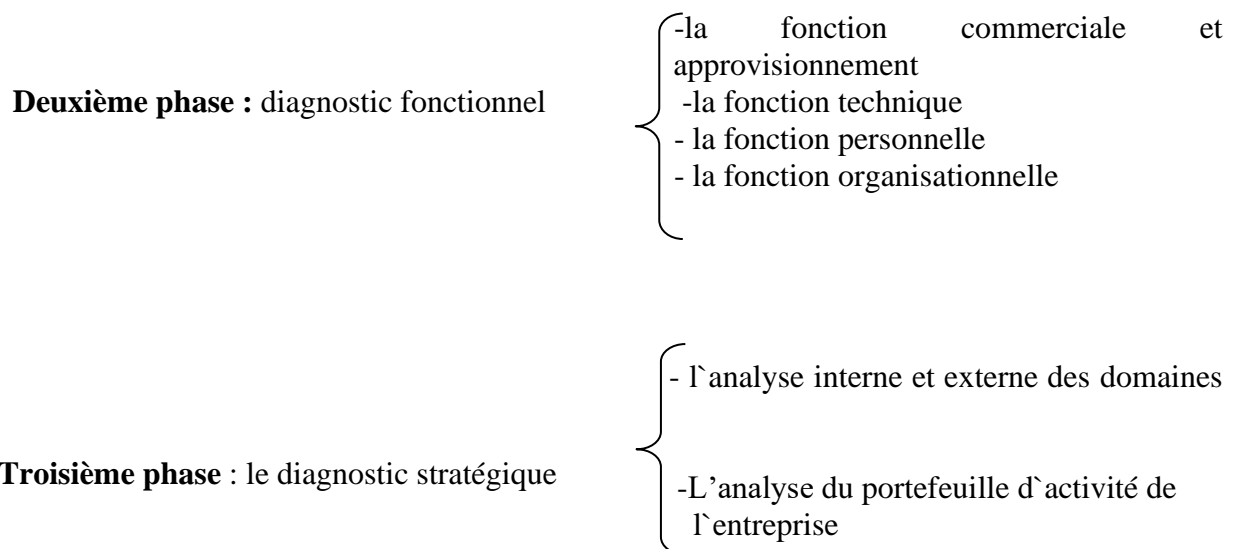 -la fonction commerciale et
approvisionnement
Deuxième phase : diagnostic fonctionnel
-la fonction technique
- la fonction personnelle
- la fonction organisationnelle
- l`analyse interne et externe des domaines
Troisième phase : le diagnostic stratégique
-L’analyse du portefeuille d`activité de
l`entreprise